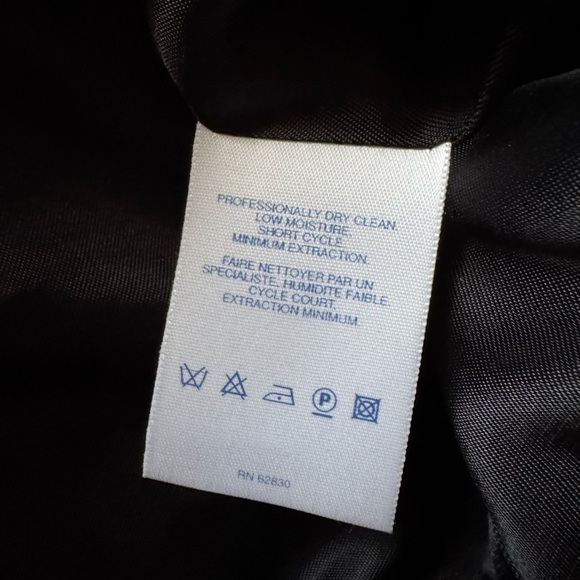 PROFESSIONALLY DRY CLEAN.
LOW MOISTURE.
SHORT CYCLE.
MINIMUM EXTRACTION.
FAIRE NETTOYER PAR UN
SPECIALISTE, HUMIDITE FAIBLE.
CYCLE COURT,
EXTRACTION MINIMUM.
P
RN 62830